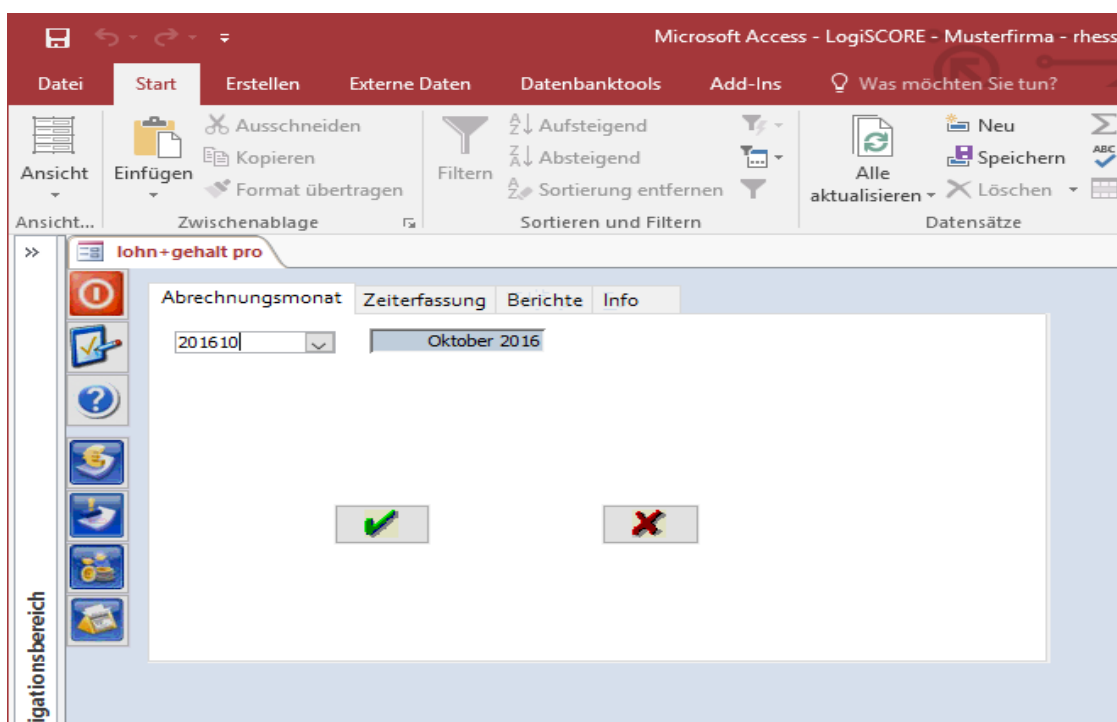 Microsoft Access - LogiSCORE - Musterfirma - rhess
Datei Start Erstellen Externe Daten Datenbanktools Add-Ins Was möchten Sie tun?
Ansicht
Einfügen
Ausschneiden
Kopieren
Format übertragen
Filtern
Aufsteigend
Absteigend
Sortierung entfernen
Alle
aktualisieren
Neu
Speichern
Löschen
ABC
Ansicht... Zwischenablage Sortieren und Filtern Datensätze
lohn+gehalt pro
Abrechnungsmonat Zeiterfassung Berichte Info
201610 Oktober 2016
igationsbereich